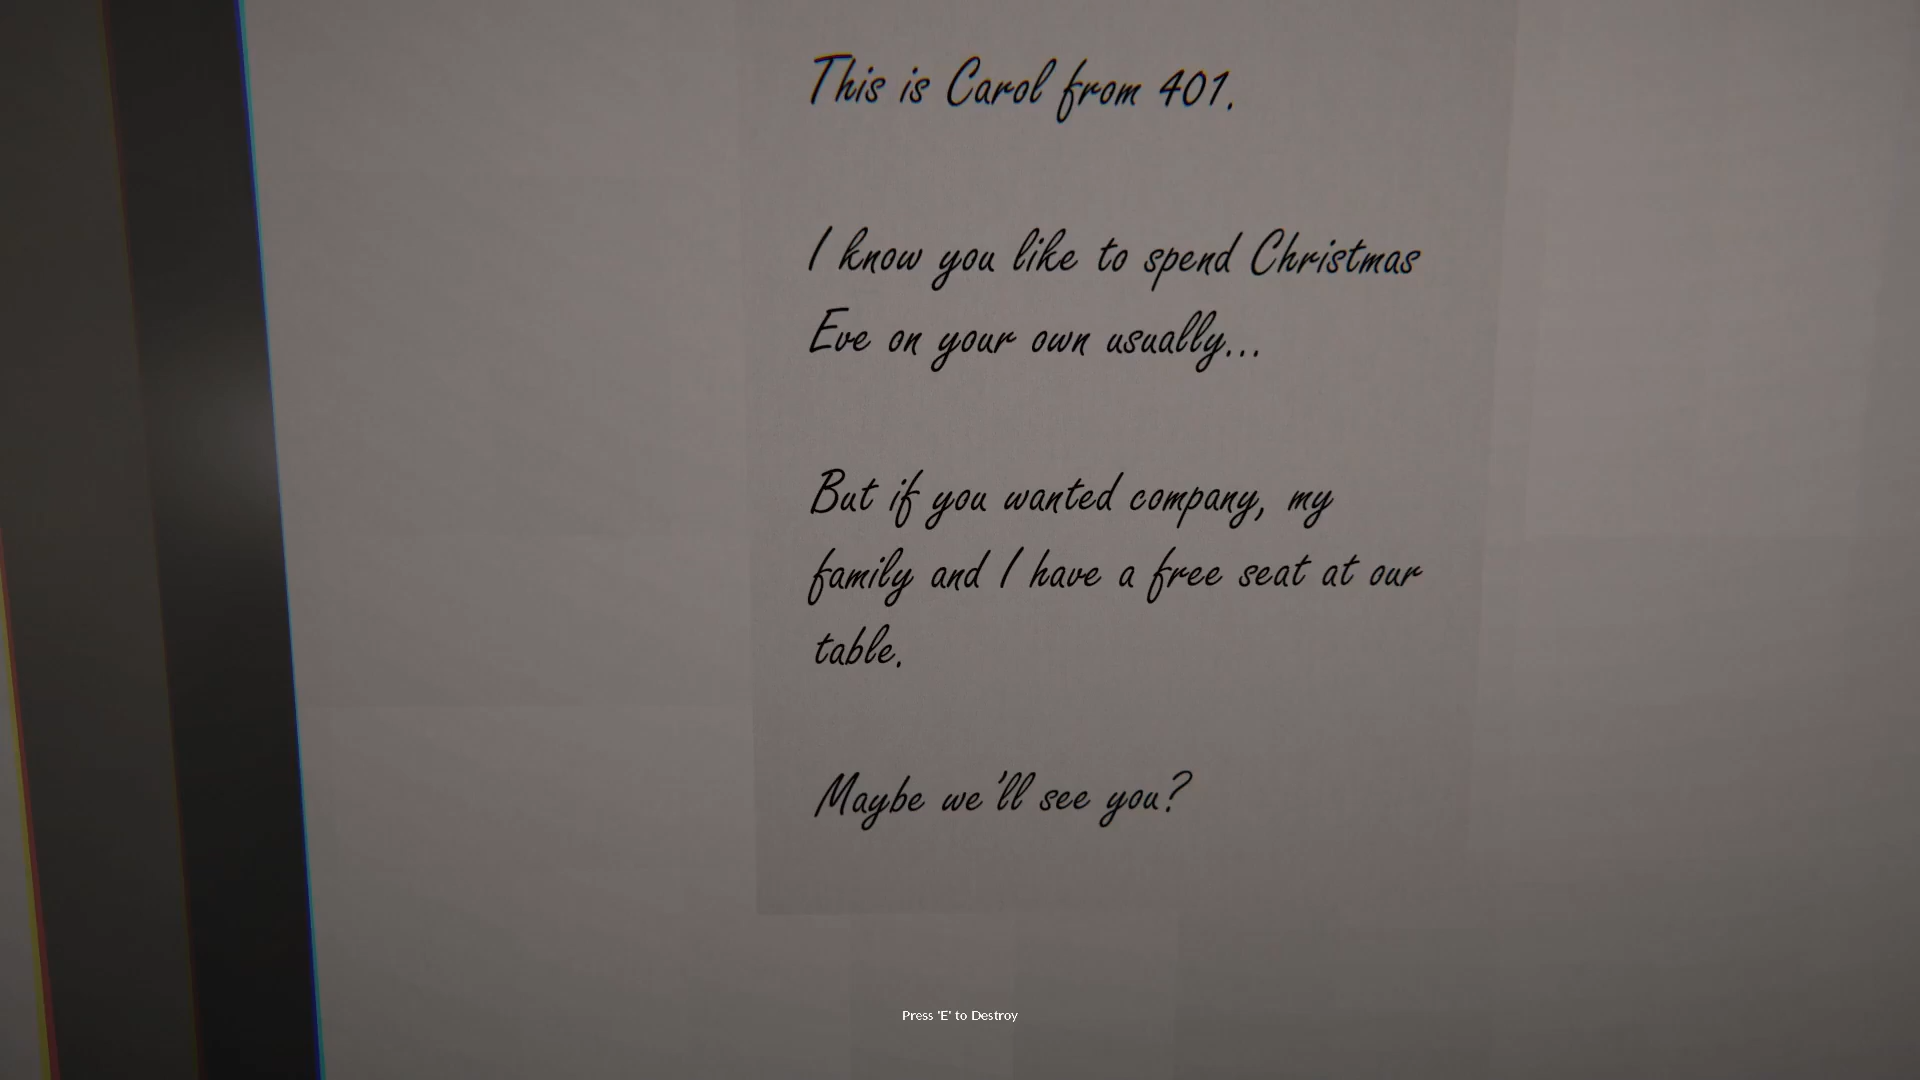 This is Carol from 401.
I know you like to spend Christmas
Eve on your own usually...
But if you wanted company, my
family and I have a free seat at our
table.
Maybe we'll see you?
Press 'E' to Destroy